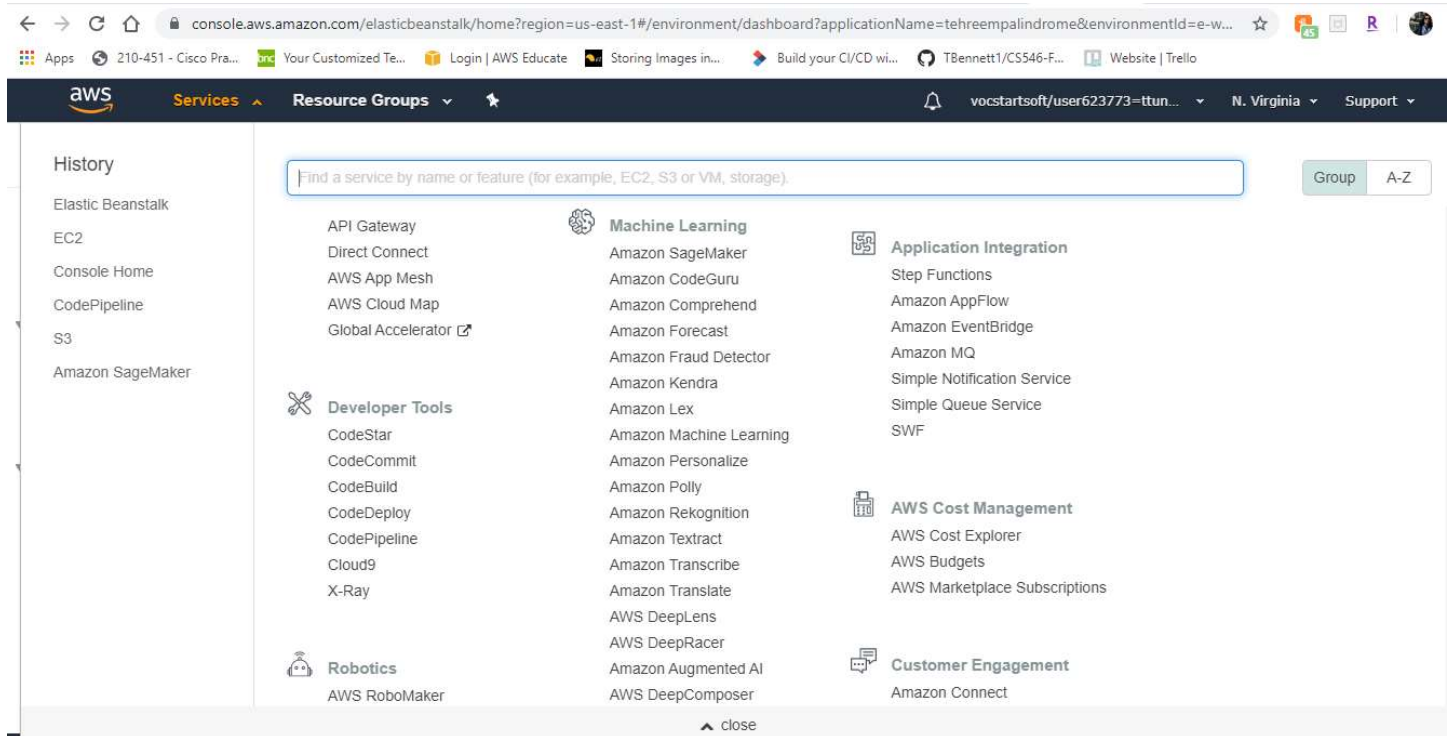 console.aws.amazon.com/elasticbeanstalk/home?region=us-east-1#/environment/dashboard?applicationName=tehreempalindrome&environmentId=e-w...
45
R
Apps 210-451 - Cisco Pra... bnc Your Customized Te... Login | AWS Educate Storing Images in... Build your CI/CD wi... TBennett1/CS546-F... Website | Trello
aws Services Resource Groups vocstartsoft/user623773=ttun... N. Virginia Support
History
Elastic Beanstalk
EC2
Console Home
CodePipeline
S3
Amazon SageMaker
Find a service by name or feature (for example, EC2, S3 or VM, storage).
Group A-Z
API Gateway
Direct Connect
AWS App Mesh
AWS Cloud Map
Global Accelerator
Developer Tools
CodeStar
CodeCommit
CodeBuild
CodeDeploy
CodePipeline
Cloud9
X-Ray
Robotics
AWS RoboMaker
Machine Learning
Amazon SageMaker
Amazon CodeGuru
Amazon Comprehend
Amazon Forecast
Amazon Fraud Detector
Amazon Kendra
Amazon Lex
Amazon Machine Learning
Amazon Personalize
Amazon Polly
Amazon Rekognition
Amazon Textract
Amazon Transcribe
Amazon Translate
AWS DeepLens
AWS DeepRacer
Amazon Augmented AI
AWS DeepComposer
Application Integration
Step Functions
Amazon AppFlow
Amazon EventBridge
Amazon MQ
Simple Notification Service
Simple Queue Service
SWF
AWS Cost Management
AWS Cost Explorer
AWS Budgets
AWS Marketplace Subscriptions
Customer Engagement
Amazon Connect
close